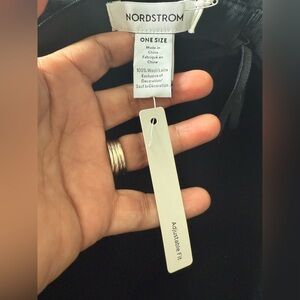 NORDSTROM
ONE SIZE
Made in
China
Fabriqué en
Chine
100% Wool/Laine
Exclusive of
Decoration/
Sauf la Décoration
Adjustable Fit